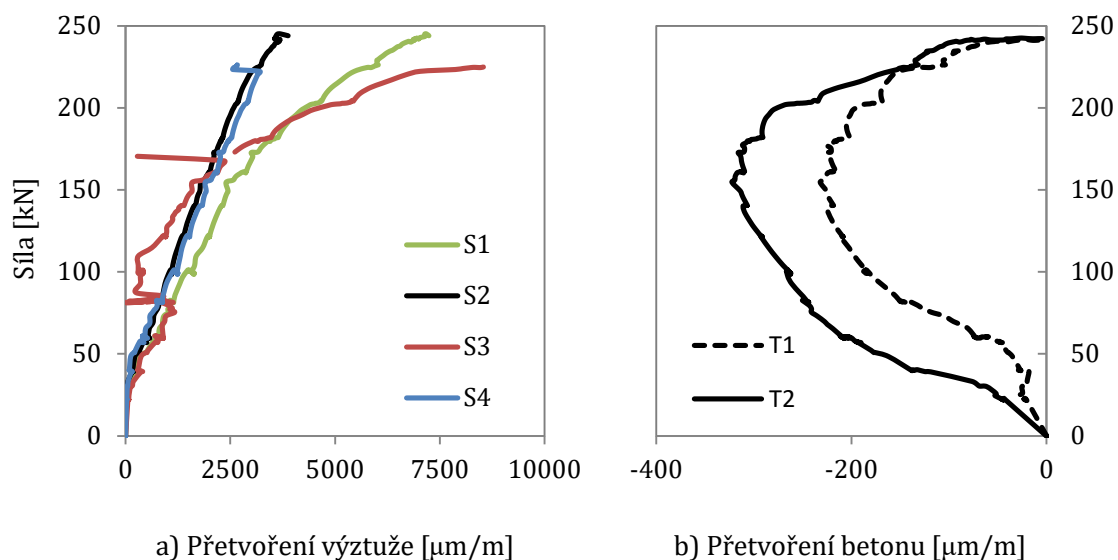 250
200
150
100
50
0
Síla [kN]
0
2500
5000
7500
10000
S1
S2
S3
S4
a) Přetvoření výztuže [µm/m]
250
200
150
100
50
0
-400
-200
0
T1
T2
b) Přetvoření betonu [µm/m]